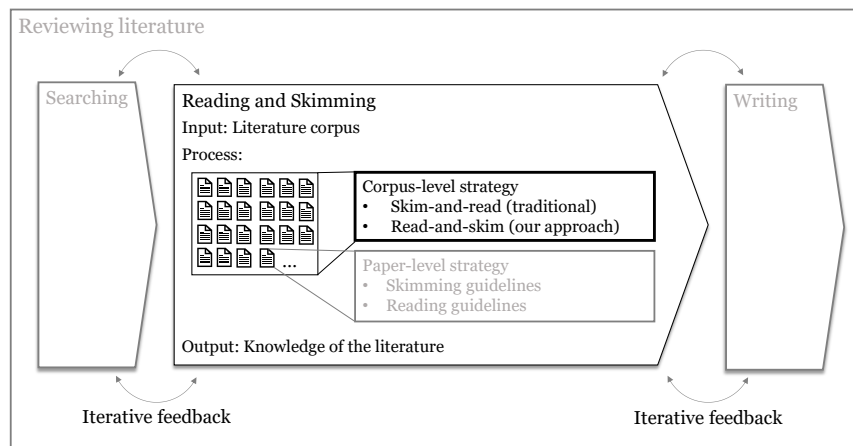 Reviewing literature
Searching
Reading and Skimming
Input: Literature corpus
Process:
Corpus-level strategy
• Skim-and-read (traditional)
• Read-and-skim (our approach)
...
Paper-level strategy
• Skimming guidelines
• Reading guidelines
Output: Knowledge of the literature
Writing
Iterative feedback
Iterative feedback